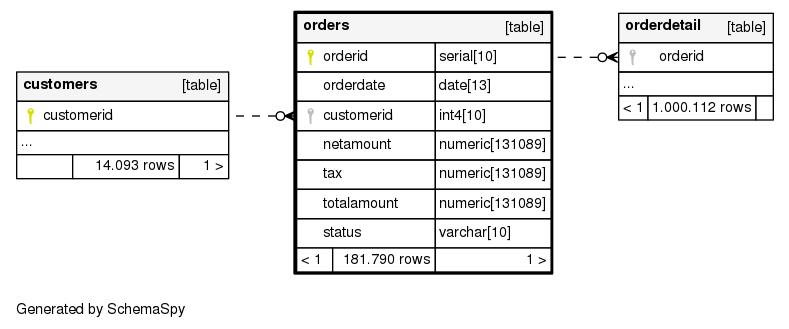 customers [table]
customerid
...
14.093 rows 1 >
orders [table]
orderid serial[10]
orderdate date[13]
customerid int4[10]
netamount numeric[131089]
tax numeric[131089]
totalamount numeric[131089]
status varchar[10]
< 1 181.790 rows 1 >
orderdetail [table]
orderid
...
< 1 1.000.112 rows
Generated by SchemaSpy